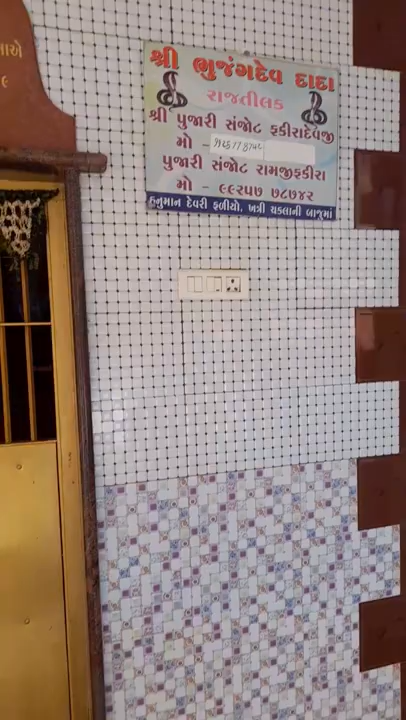 શ્રી ભુજંગદેવ દાદા
રાજતીલક
શ્રી પુજારી સંજોટ ફકીરાદેવજી
મો -
પુજારી સંજોટ રામજીફકીરા
મો - ૯૯૨૫૭ ૭૮૭૪૨
હનુમાન દેવરી ફળીયો, ખત્રી ચકલાની બાજુમાં